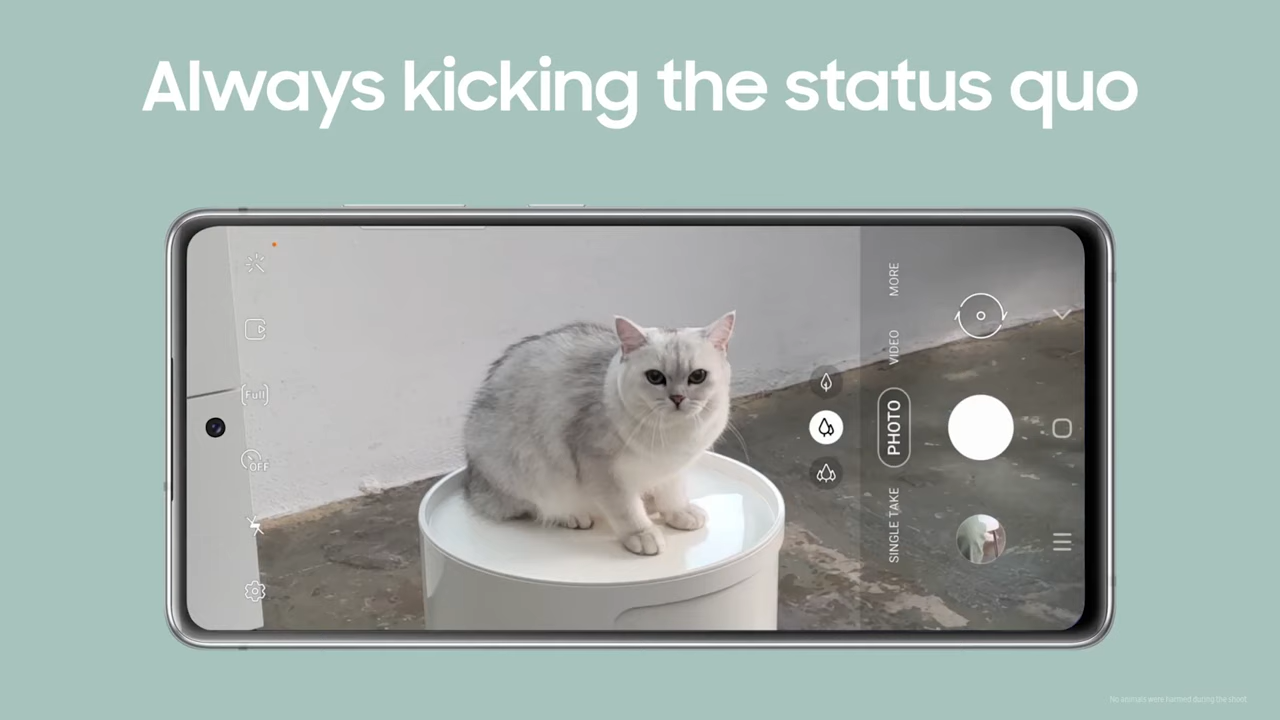 Always kicking the status quo
MORE
VIDEO
PHOTO
SINGLE TAKE
Full
OFF
No animals were harmed during the shoot